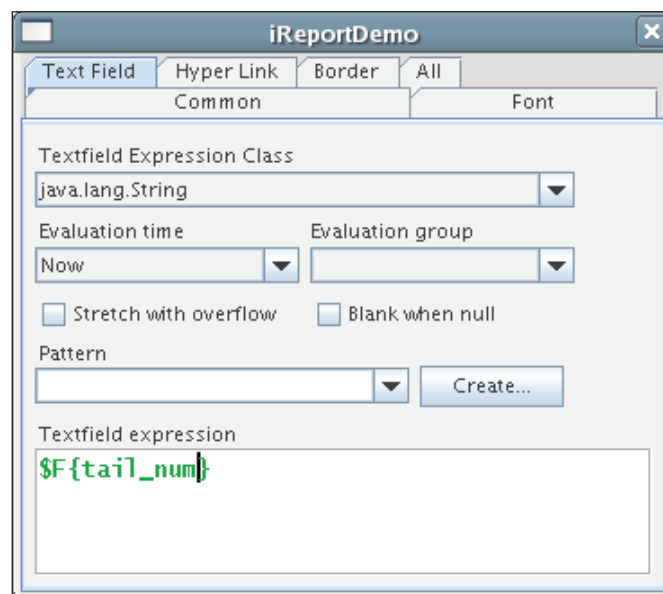 iReportDemo
Text Field Hyper Link Border All
Common Font
Textfield Expression Class
java.lang.String
Evaluation time Evaluation group
Now
Stretch with overflow Blank when null
Pattern
Create...
Textfield expression
$F{tail_num}